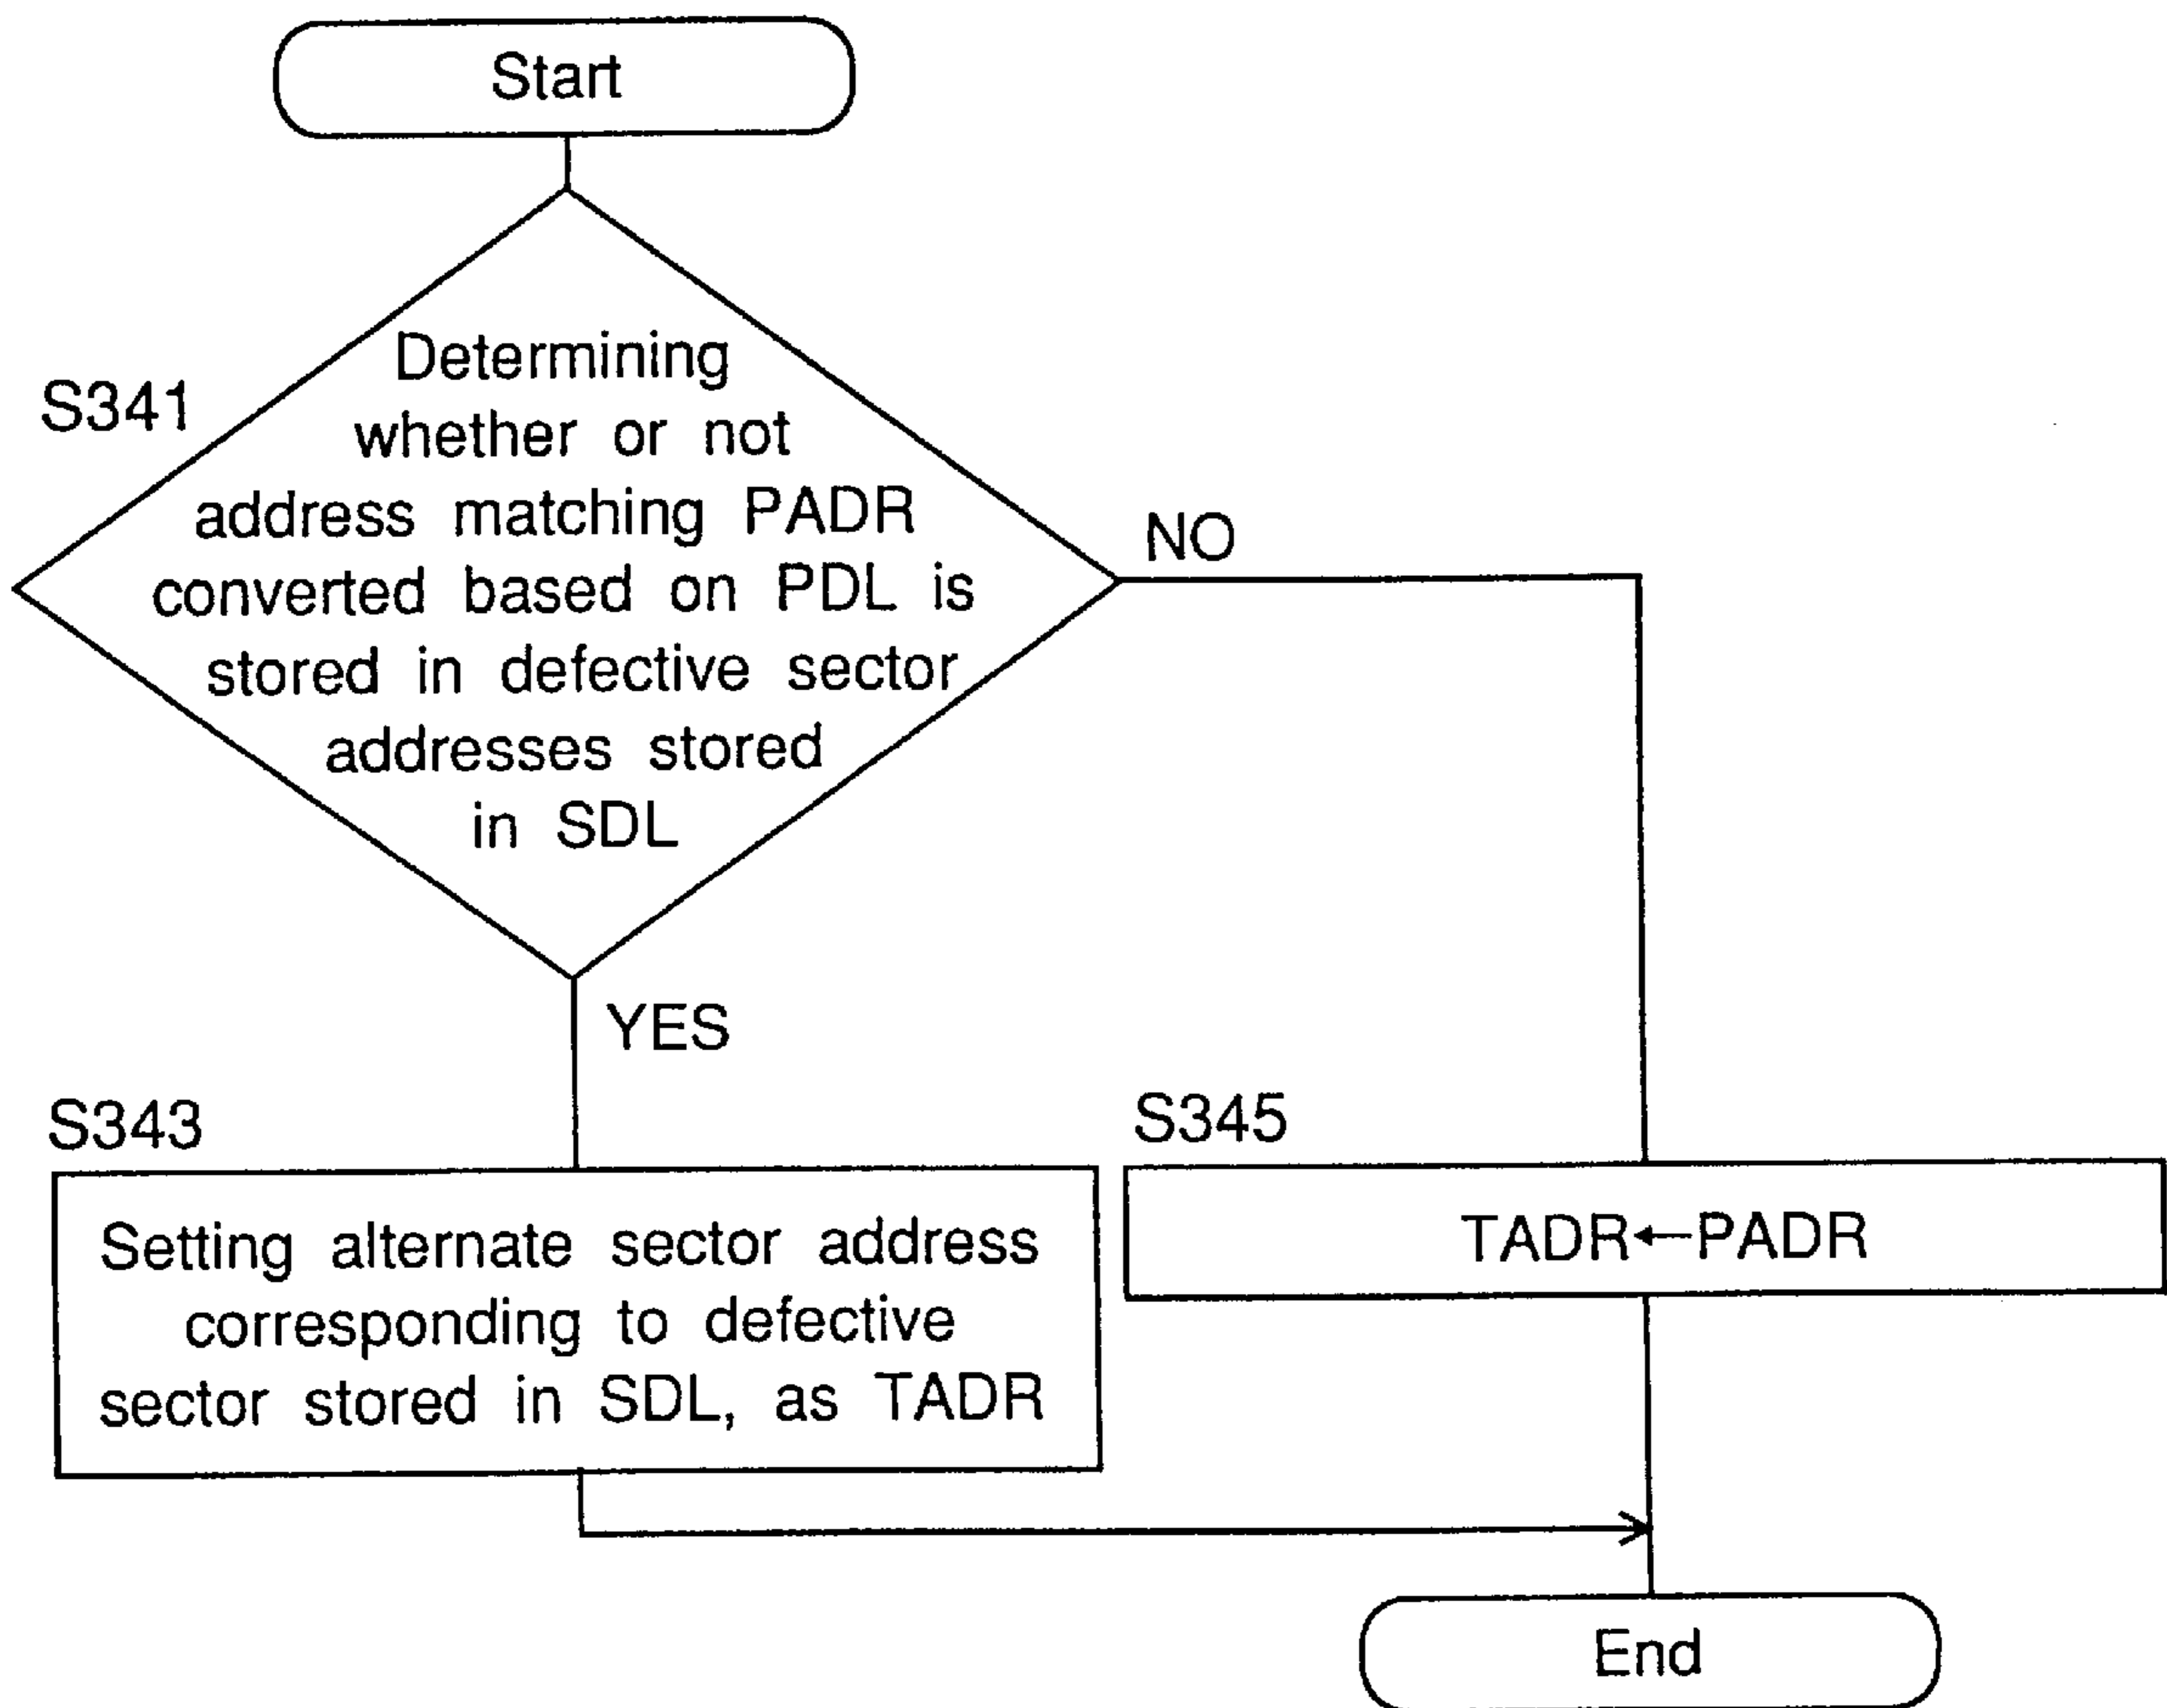 Start
S341
Determining
whether or not
address matching PADR
converted based on PDL is
stored in defective sector
addresses stored
in SDL
NO
YES
S343
Setting alternate sector address
corresponding to defective
sector stored in SDL, as TADR
S345
TADR←PADR
End